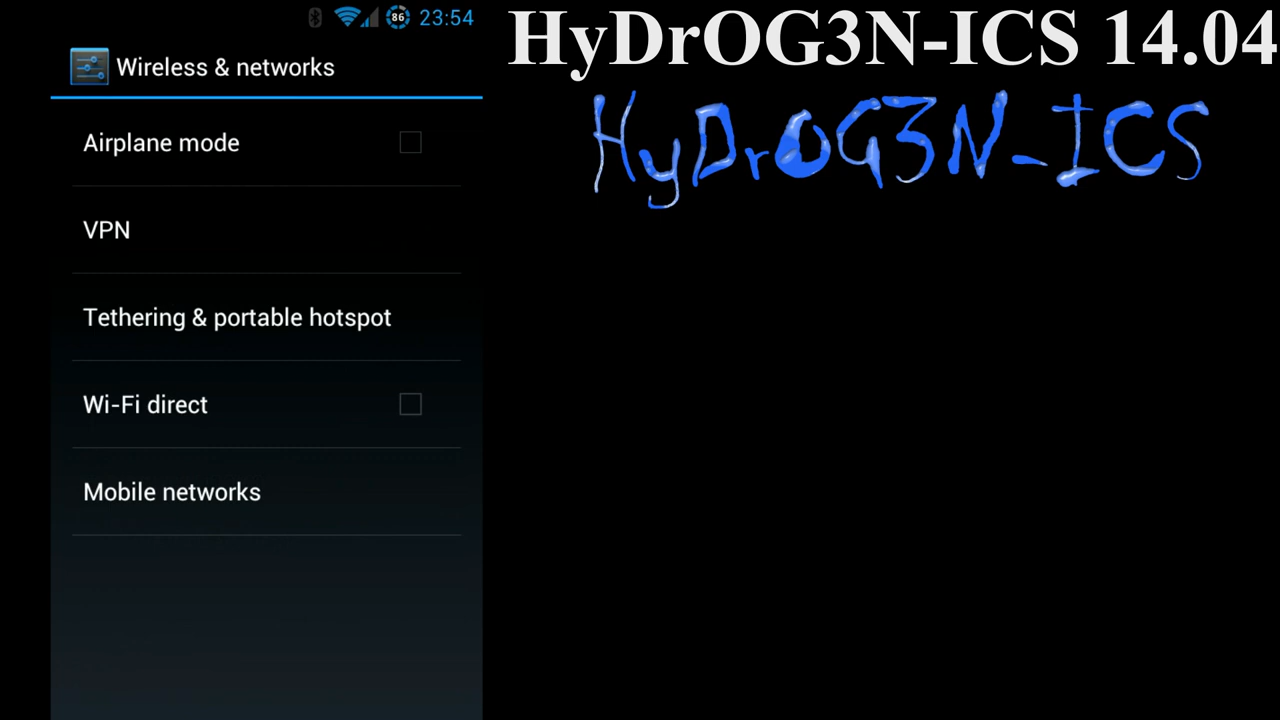 86 23:54
Wireless & networks
Airplane mode
VPN
Tethering & portable hotspot
Wi-Fi direct
Mobile networks
HyDrOG3N-ICS 14.04
HyDrOG3N-ICS